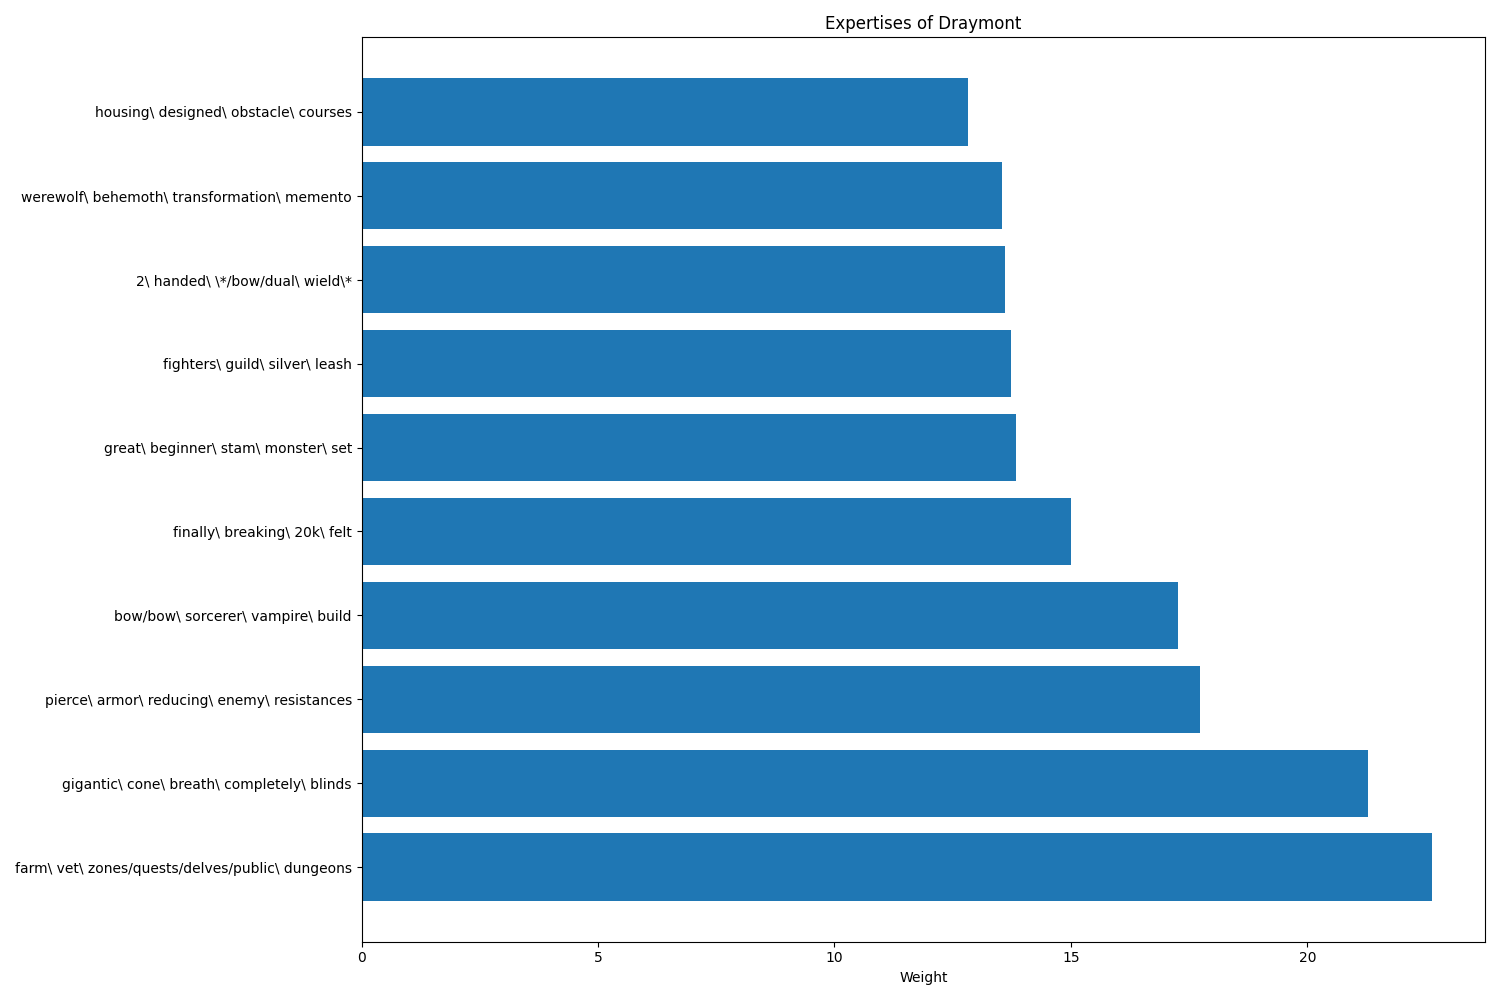 Expertises of Draymont
housing\ designed\ obstacle\ courses
werewolf\ behemoth\ transformation\ memento
2\ handed\ \*/bow/dual\ wield\*
fighters\ guild\ silver\ leash
great\ beginner\ stam\ monster\ set
finally\ breaking\ 20k\ felt
bow/bow\ sorcerer\ vampire\ build
pierce\ armor\ reducing\ enemy\ resistances
gigantic\ cone\ breath\ completely\ blinds
farm\ vet\ zones/quests/delves/public\ dungeons
0 5 10 15 20
Weight